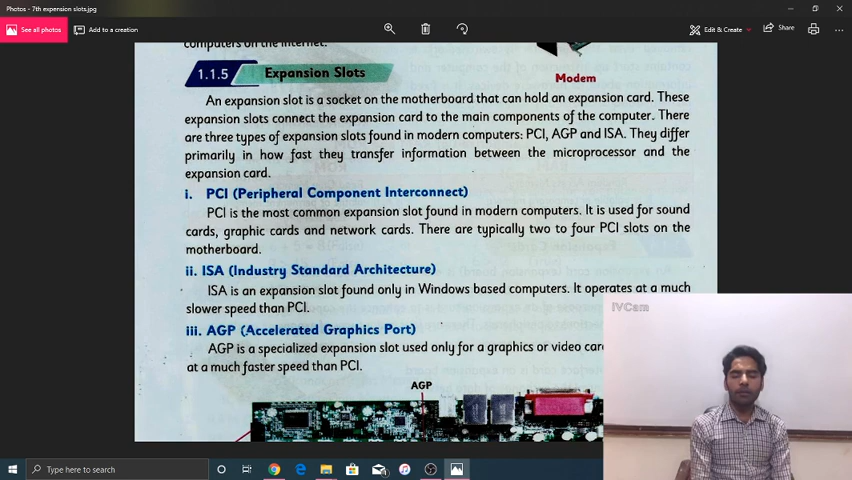 Photos - 7th expension slots.jpg
See all photos
Add to a creation
Edit & Create
Share
computers on the internet.
Modem
1.1.5 Expansion Slots
An expansion slot is a socket on the motherboard that can hold an expansion card. These
expansion slots connect the expansion card to the main components of the computer. There
are three types of expansion slots found in modern computers: PCI, AGP and ISA. They differ
primarily in how fast they transfer information between the microprocessor and the
expansion card.
i. PCI (Peripheral Component Interconnect)
PCI is the most common expansion slot found in modern computers. It is used for sound
cards, graphic cards and network cards. There are typically two to four PCI slots on the
motherboard.
ii. ISA (Industry Standard Architecture)
ISA is an expansion slot found only in Windows based computers. It operates at a much
slower speed than PCI.
iii. AGP (Accelerated Graphics Port)
AGP is a specialized expansion slot used only for a graphics or video car
at a much faster speed than PCI.
AGP
iVCam
Type here to search